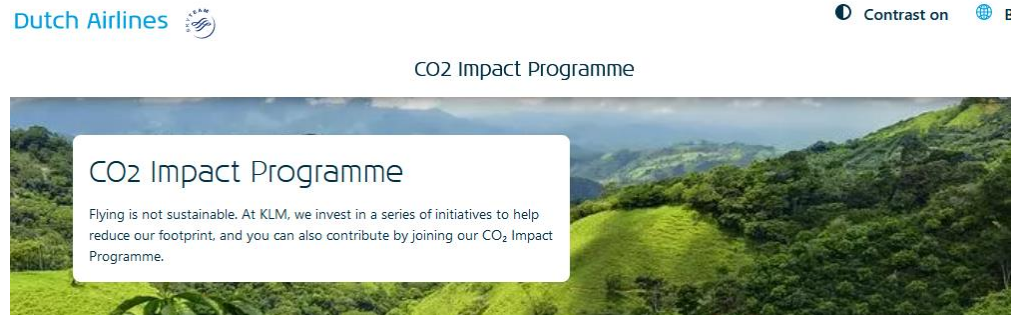 Dutch Airlines
SKYTEAM
Contrast on
CO2 Impact Programme
CO2 Impact Programme
Flying is not sustainable. At KLM, we invest in a series of initiatives to help
reduce our footprint, and you can also contribute by joining our CO₂ Impact
Programme.